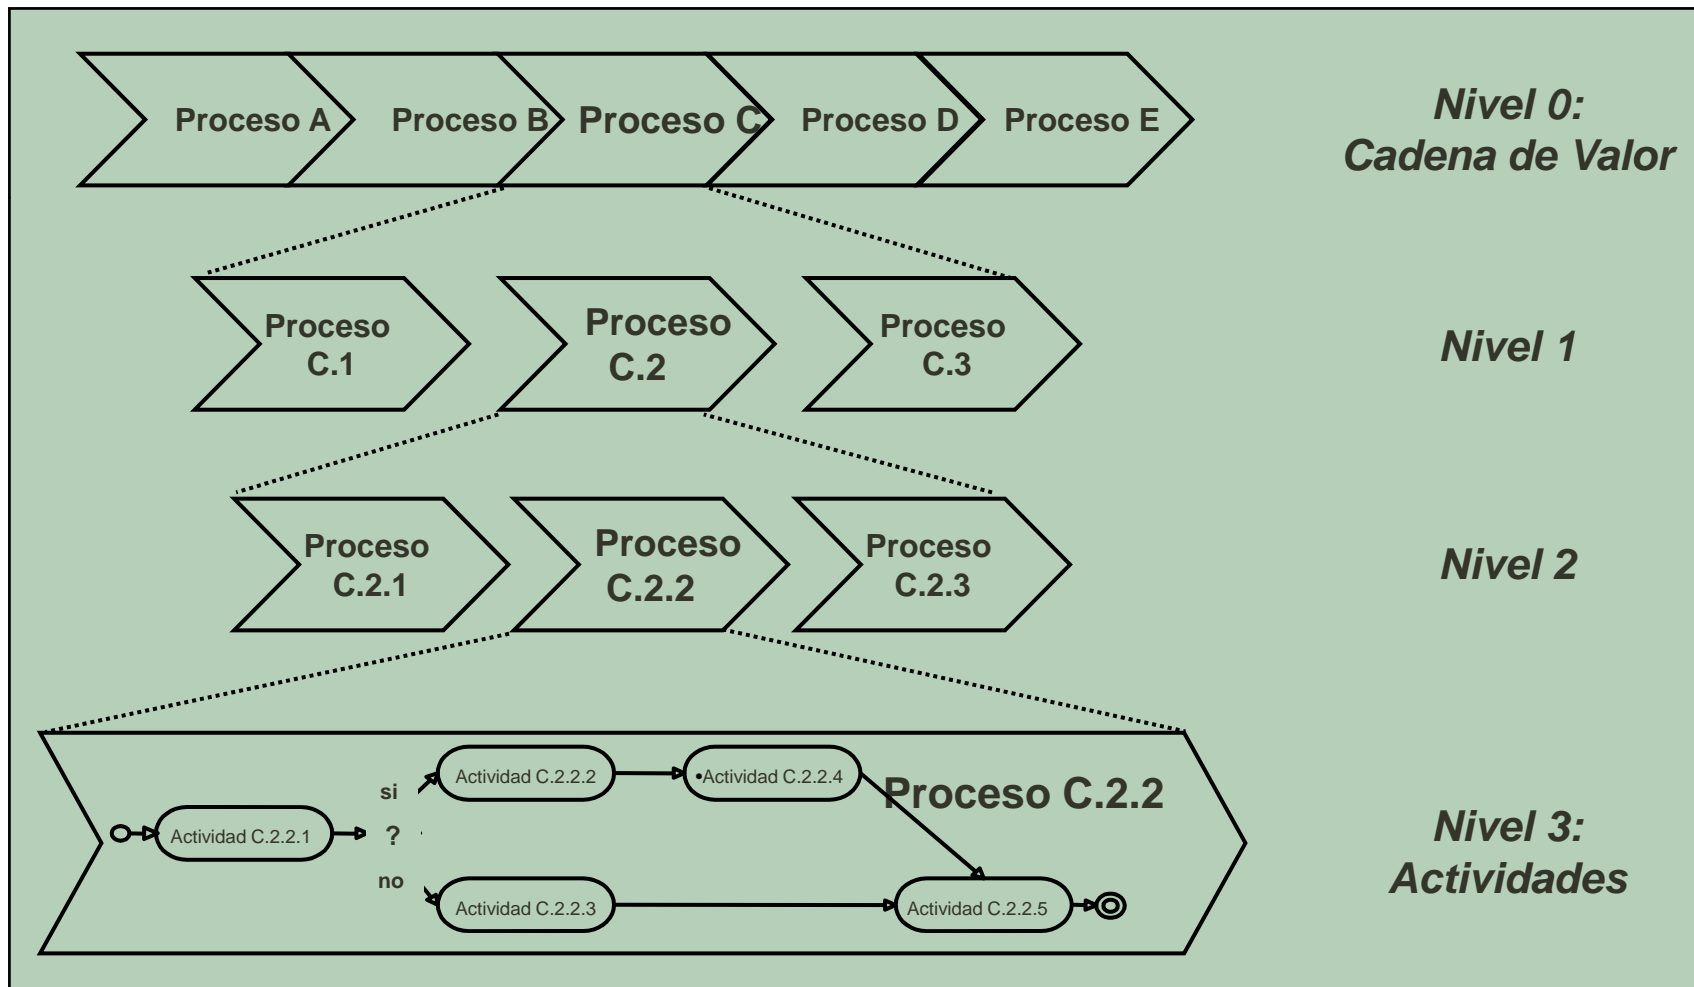 Proceso A
Proceso B
Proceso C
Proceso D
Proceso E
Nivel 0:
Cadena de Valor
Proceso
C.1
Proceso
C.2
Proceso
C.3
Nivel 1
Proceso
C.2.1
Proceso
C.2.2
Proceso
C.2.3
Nivel 2
Proceso C.2.2
Actividad C.2.2.1
?
si
no
Actividad C.2.2.2
•Actividad C.2.2.4
Actividad C.2.2.3
Actividad C.2.2.5
Nivel 3:
Actividades